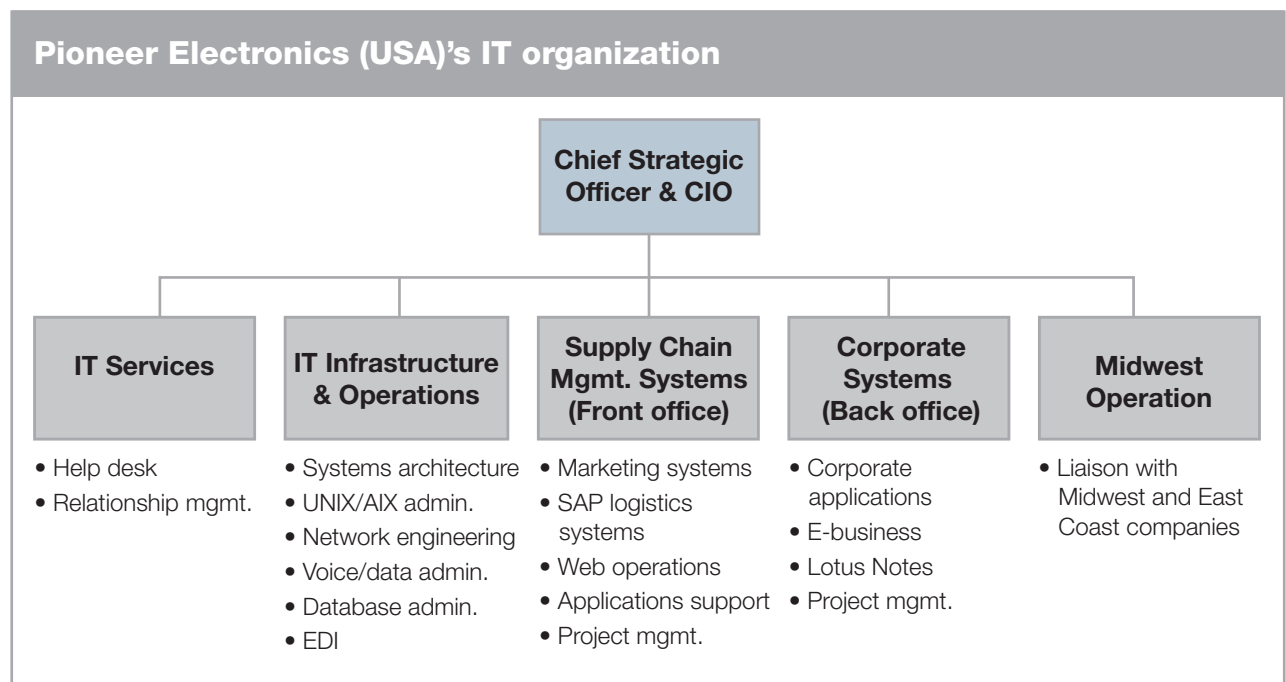 Pioneer Electronics (USA)'s IT organization
Chief Strategic
Officer & CIO
IT Services
• Help desk
• Relationship mgmt.
IT Infrastructure
& Operations
• Systems architecture
• UNIX/AIX admin.
• Network engineering
• Voice/data admin.
• Database admin.
• EDI
Supply Chain
Mgmt. Systems
(Front office)
• Marketing systems
• SAP logistics
systems
• Web operations
• Applications support
• Project mgmt.
Corporate
Systems
(Back office)
• Corporate
applications
• E-business
• Lotus Notes
• Project mgmt.
Midwest
Operation
• Liaison with
Midwest and East
Coast companies